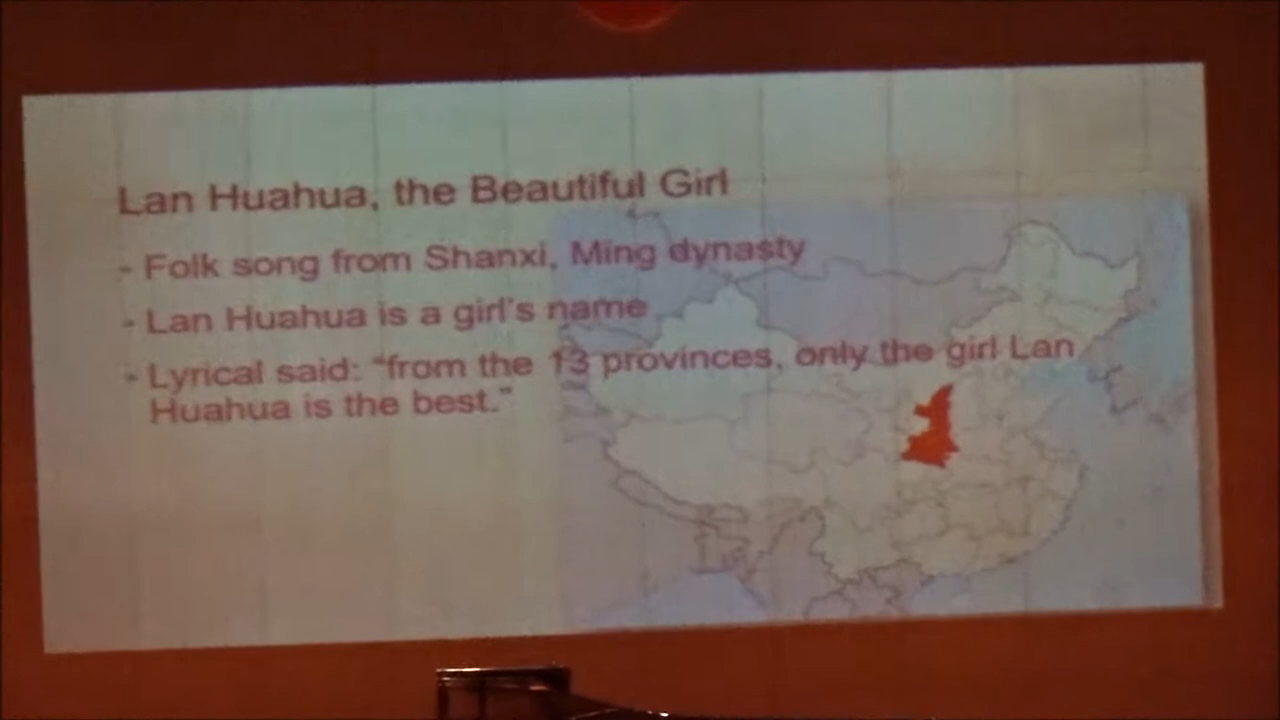 Lan Huahua, the Beautiful Girl
- Folk song from Shanxi, Ming dynasty
- Lan Huahua is a girl's name
- Lyrical said: "from the 13 provinces, only the girl Lan
Huahua is the best."